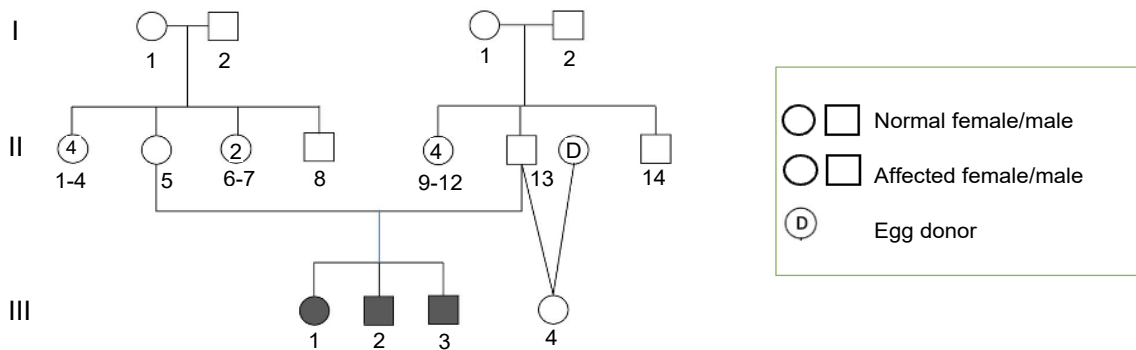 I
1 2 1 2
II
4 2 4 D
1-4 5 6-7 8 9-12 13 14
III
1 2 3 4
Normal female/male
Affected female/male
D Egg donor